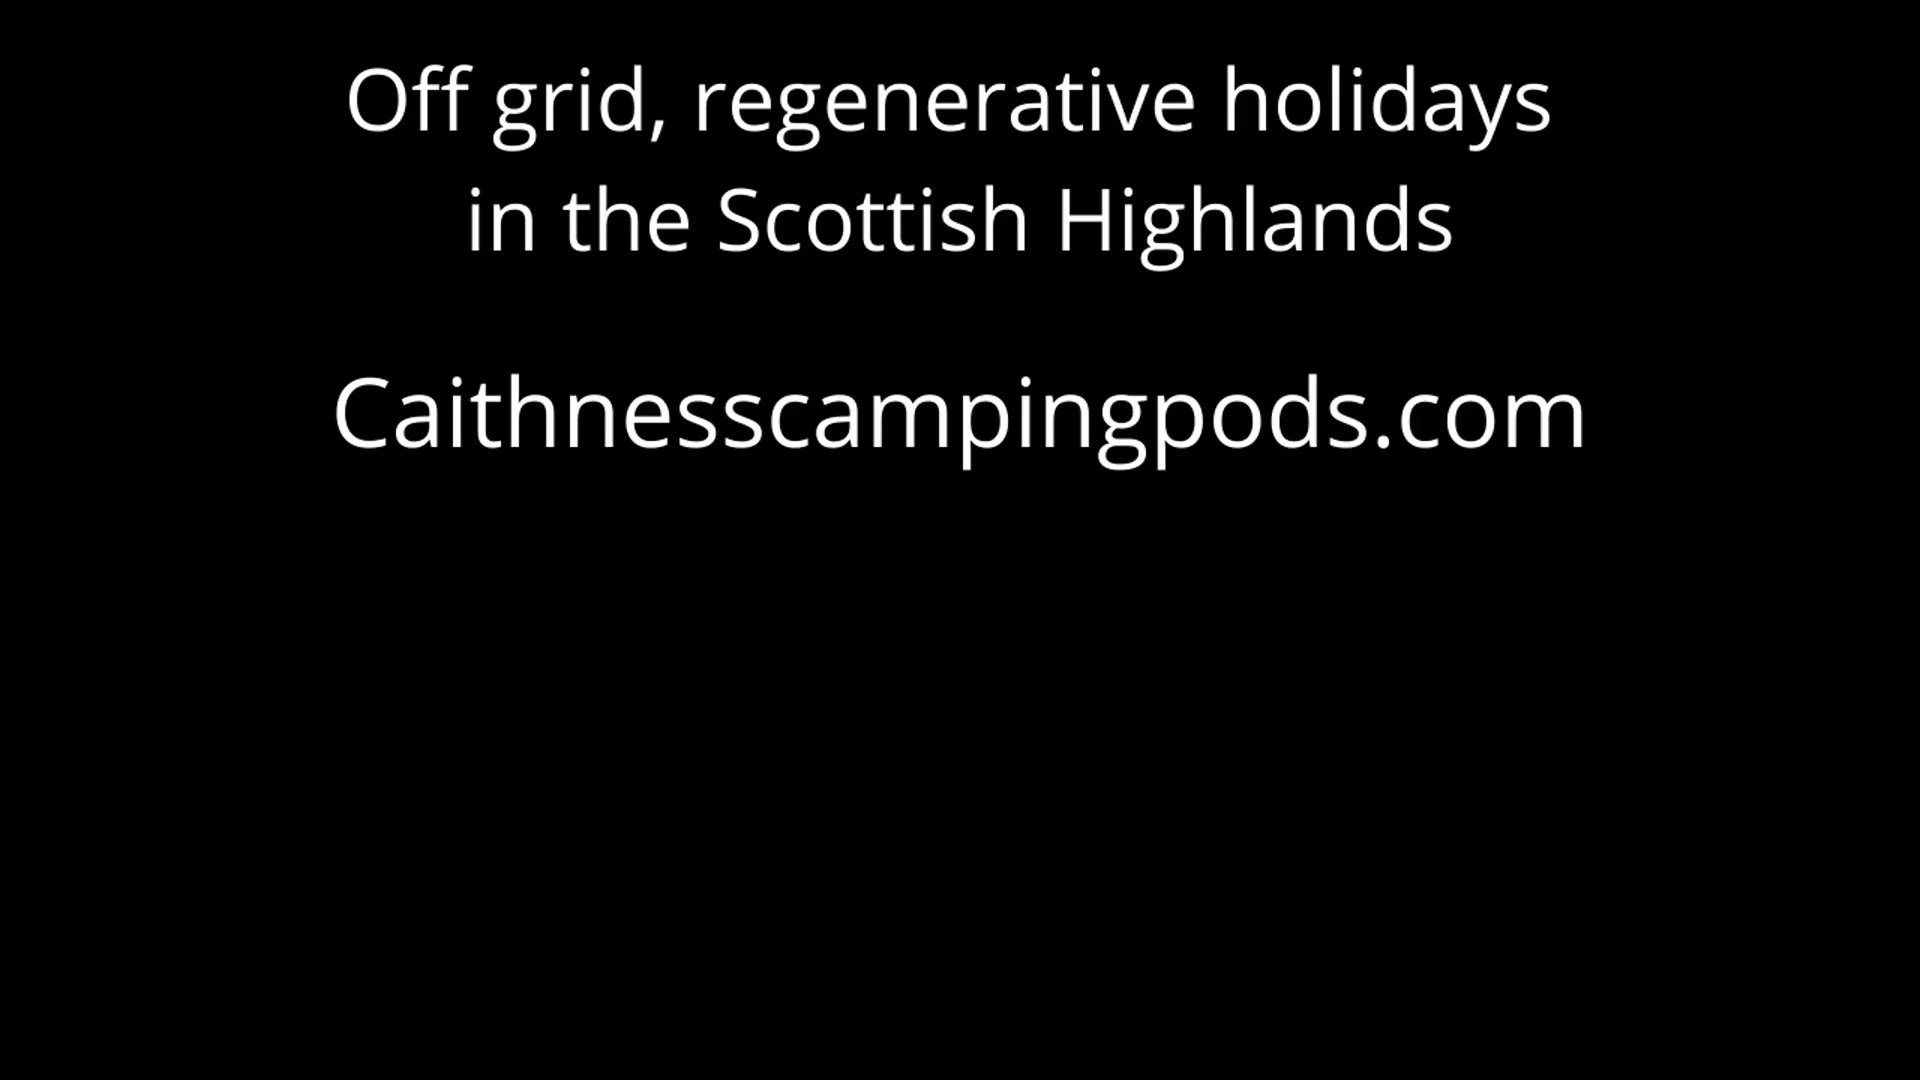 Off grid, regenerative holidays
in the Scottish Highlands
Caithnesscampingpods.com